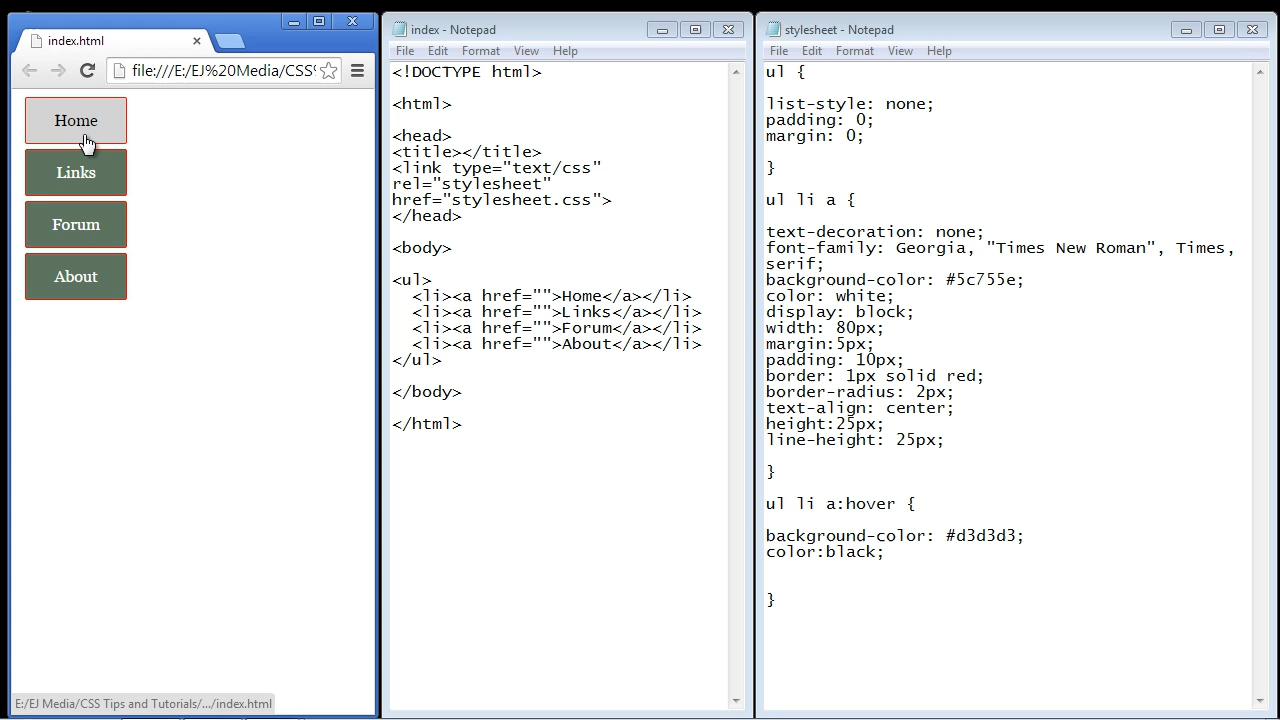 index.html
file:///E:/EJ%20Media/CSS
Home
Links
Forum
About
E:/EJ Media/CSS Tips and Tutorials/.../index.html
index - Notepad
File Edit Format View Help
<!DOCTYPE html>
<html>
<head>
<title></title>
<link type="text/css"
rel="stylesheet"
href="stylesheet.css">
</head>
<body>
<ul>
<li><a href="">Home</a></li>
<li><a href="">Links</a></li>
<li><a href="">Forum</a></li>
<li><a href="">About</a></li>
</ul>
</body>
</html>
stylesheet - Notepad
File Edit Format View Help
ul {
list-style: none;
padding: 0;
margin: 0;
}
ul li a {
text-decoration: none;
font-family: Georgia, "Times New Roman", Times,
serif;
background-color: #5c755e;
color: white;
display: block;
width: 80px;
margin:5px;
padding: 10px;
border: 1px solid red;
border-radius: 2px;
text-align: center;
height:25px;
line-height: 25px;
}
ul li a:hover {
background-color: #d3d3d3;
color:black;
}